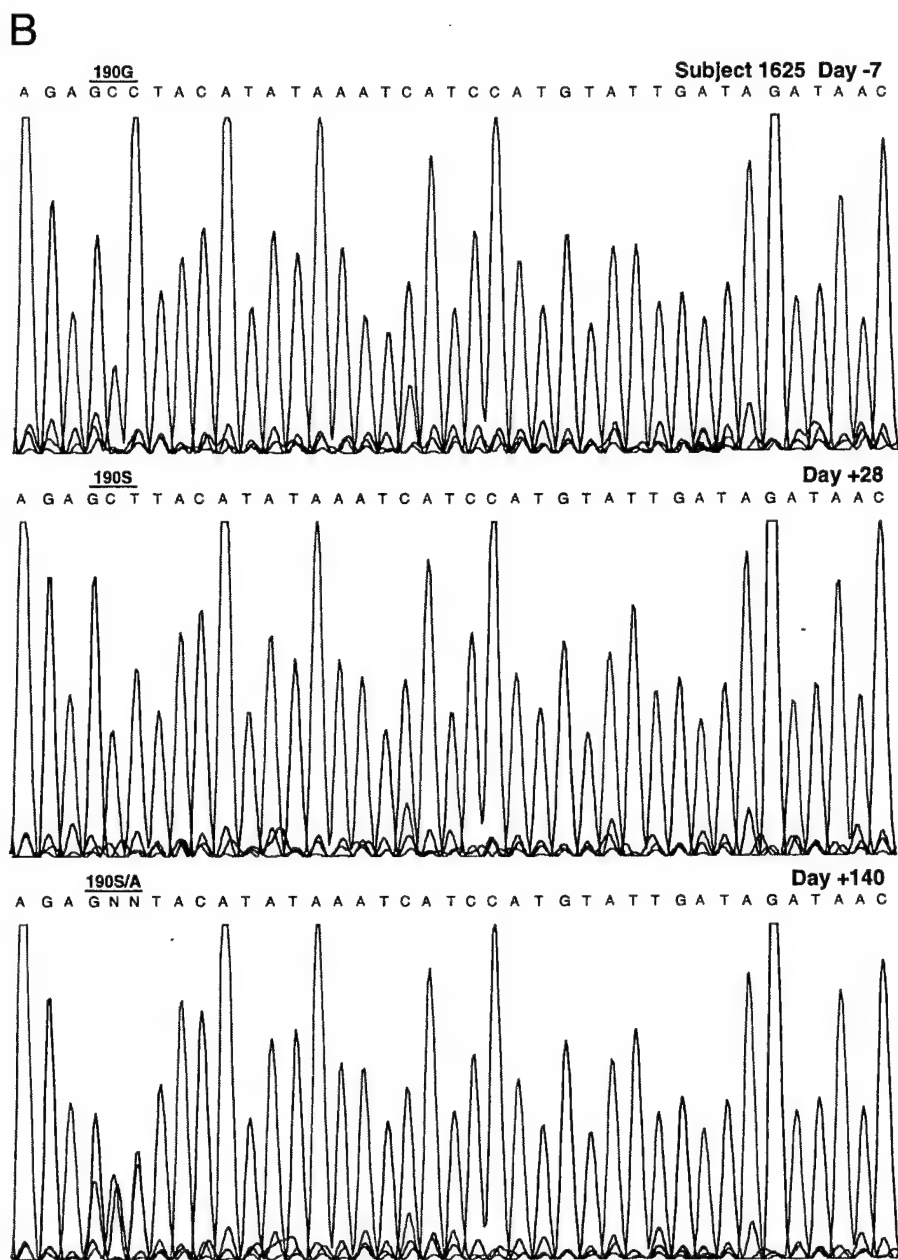 B
190G Subject 1625 Day -7
A G A G C C T A C A T A T A A A T C A T C C A T G T A T T G A T A G A T A A C
190S Day +28
A G A G C T T A C A T A T A A A T C A T C C A T G T A T T G A T A G A T A A C
190S/A Day +140
A G A G N N T A C A T A T A A A T C A T C C A T G T A T T G A T A G A T A A C